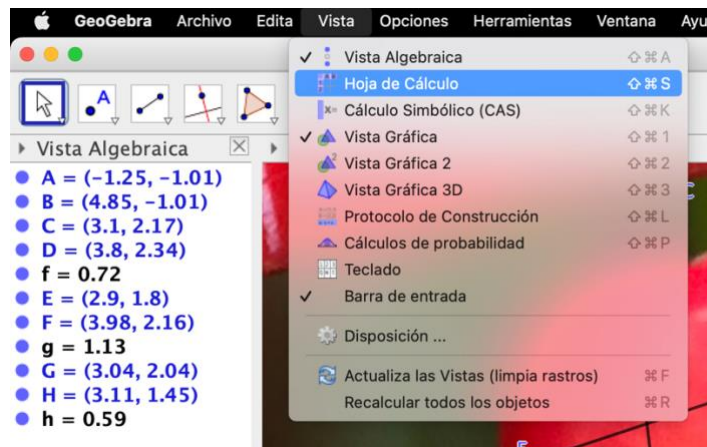 GeoGebra Archivo Edita Vista Opciones Herramientas Ventana Ayu
A
Vista Algebraica
A = (−1.25, −1.01)
B = (4.85, −1.01)
C = (3.1, 2.17)
D = (3.8, 2.34)
f = 0.72
E = (2.9, 1.8)
F = (3.98, 2.16)
g = 1.13
G = (3.04, 2.04)
H = (3.11, 1.45)
h = 0.59
✓ Vista Algebraica ⇧⌘A
Hoja de Cálculo ⇧⌘S
x= Cálculo Simbólico (CAS) ⇧⌘K
✓ Vista Gráfica ⇧⌘1
Vista Gráfica 2 ⇧⌘2
Vista Gráfica 3D ⇧⌘3
Protocolo de Construcción ⇧⌘L
Cálculos de probabilidad ⇧⌘P
Teclado
✓ Barra de entrada
Disposición ...
Actualiza las Vistas (limpia rastros) ⌘F
Recalcular todos los objetos ⌘R